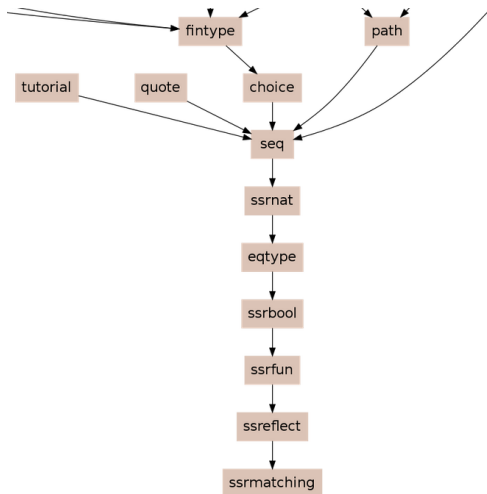 fintype
path
tutorial
quote
choice
seq
ssrnat
eqtype
ssrbool
ssrfun
ssreflect
ssrmatching